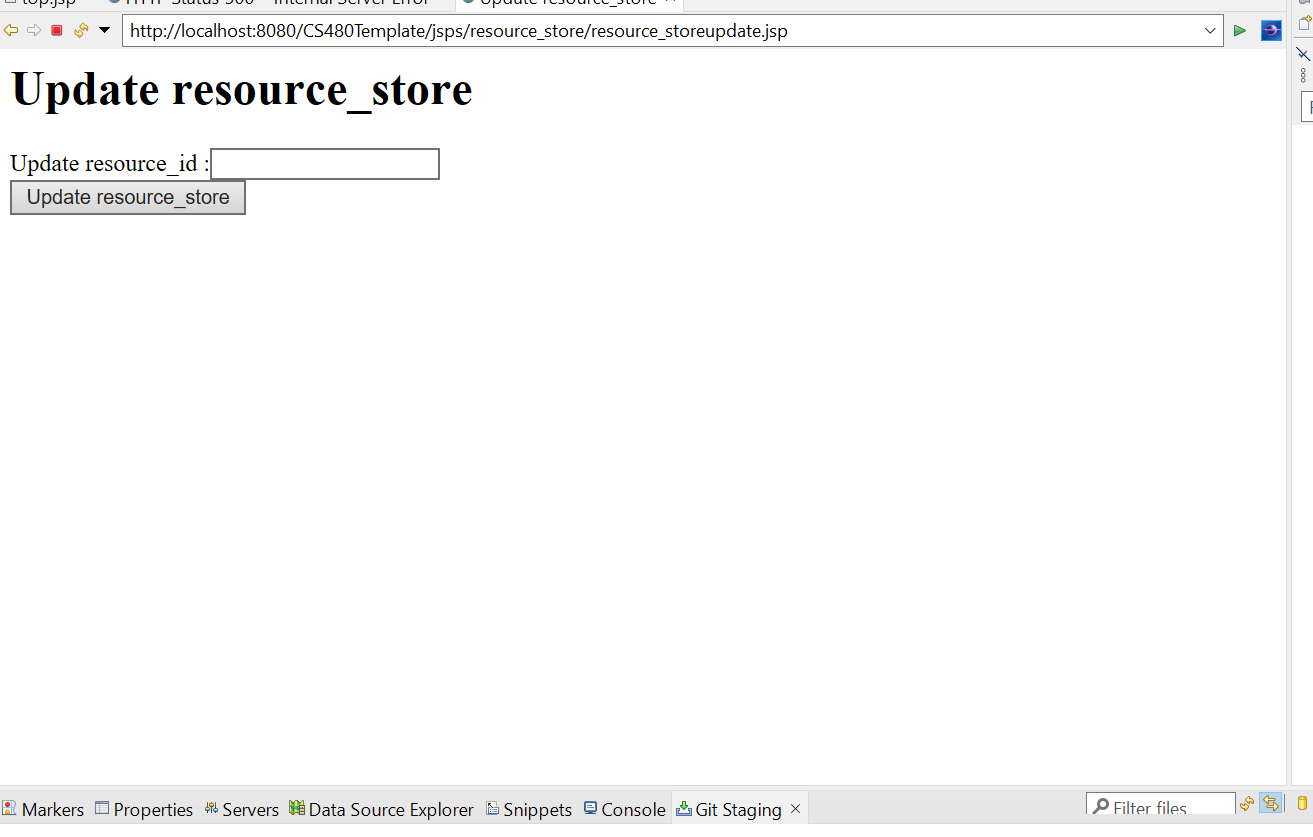 top.jsp HTTP Status 500 – Internal Server Error Update resource_store
http://localhost:8080/CS480Template/jsps/resource_store/resource_storeupdate.jsp
Update resource_store
Update resource_id :
Update resource_store
Markers Properties Servers Data Source Explorer Snippets Console Git Staging Filter files